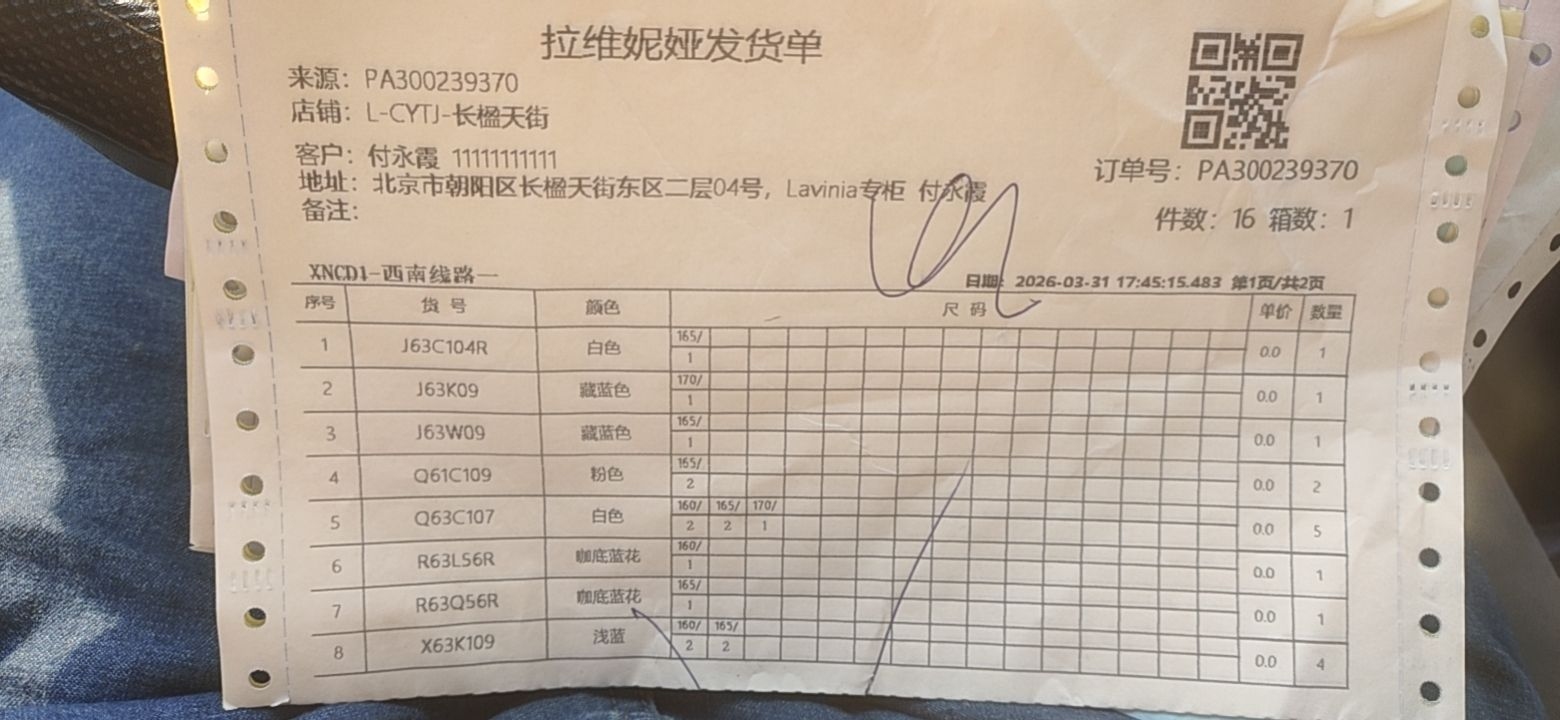 拉维妮娅发货单
来源：PA300239370
店铺：L-CYTJ-长楹天街
客户：付永霞 11111111111
地址：北京市朝阳区长楹天街东区二层04号，Lavinia专柜 付永霞
备注：
订单号：PA300239370
件数：16 箱数：1
XNCD1-西南线路一
日期：2026-03-31 17:45:15.483 第1页/共2页
序号 货号 颜色 尺码 单价 数量
1 J63C104R 白色 165/ 1 0.0 1
2 J63K09 藏蓝色 170/ 1 0.0 1
3 J63W09 藏蓝色 165/ 1 0.0 1
4 Q61C109 粉色 165/ 2 0.0 2
5 Q63C107 白色 160/ 2 165/ 2 170/ 1 0.0 5
6 R63L56R 咖底蓝花 160/ 1 0.0 1
7 R63Q56R 咖底蓝花 165/ 1 0.0 1
8 X63K109 浅蓝 160/ 2 165/ 2 0.0 4